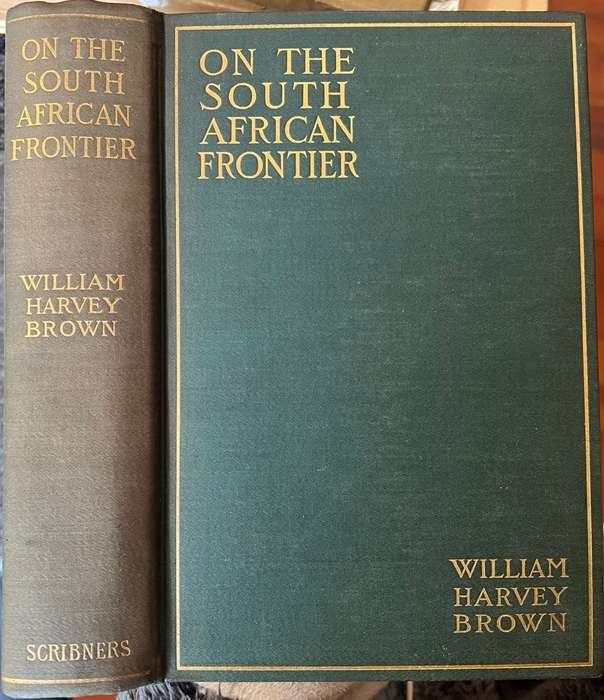 ON THE
SOUTH
AFRICAN
FRONTIER
WILLIAM
HARVEY
BROWN
SCRIBNERS
ON THE
SOUTH
AFRICAN
FRONTIER
WILLIAM
HARVEY
BROWN